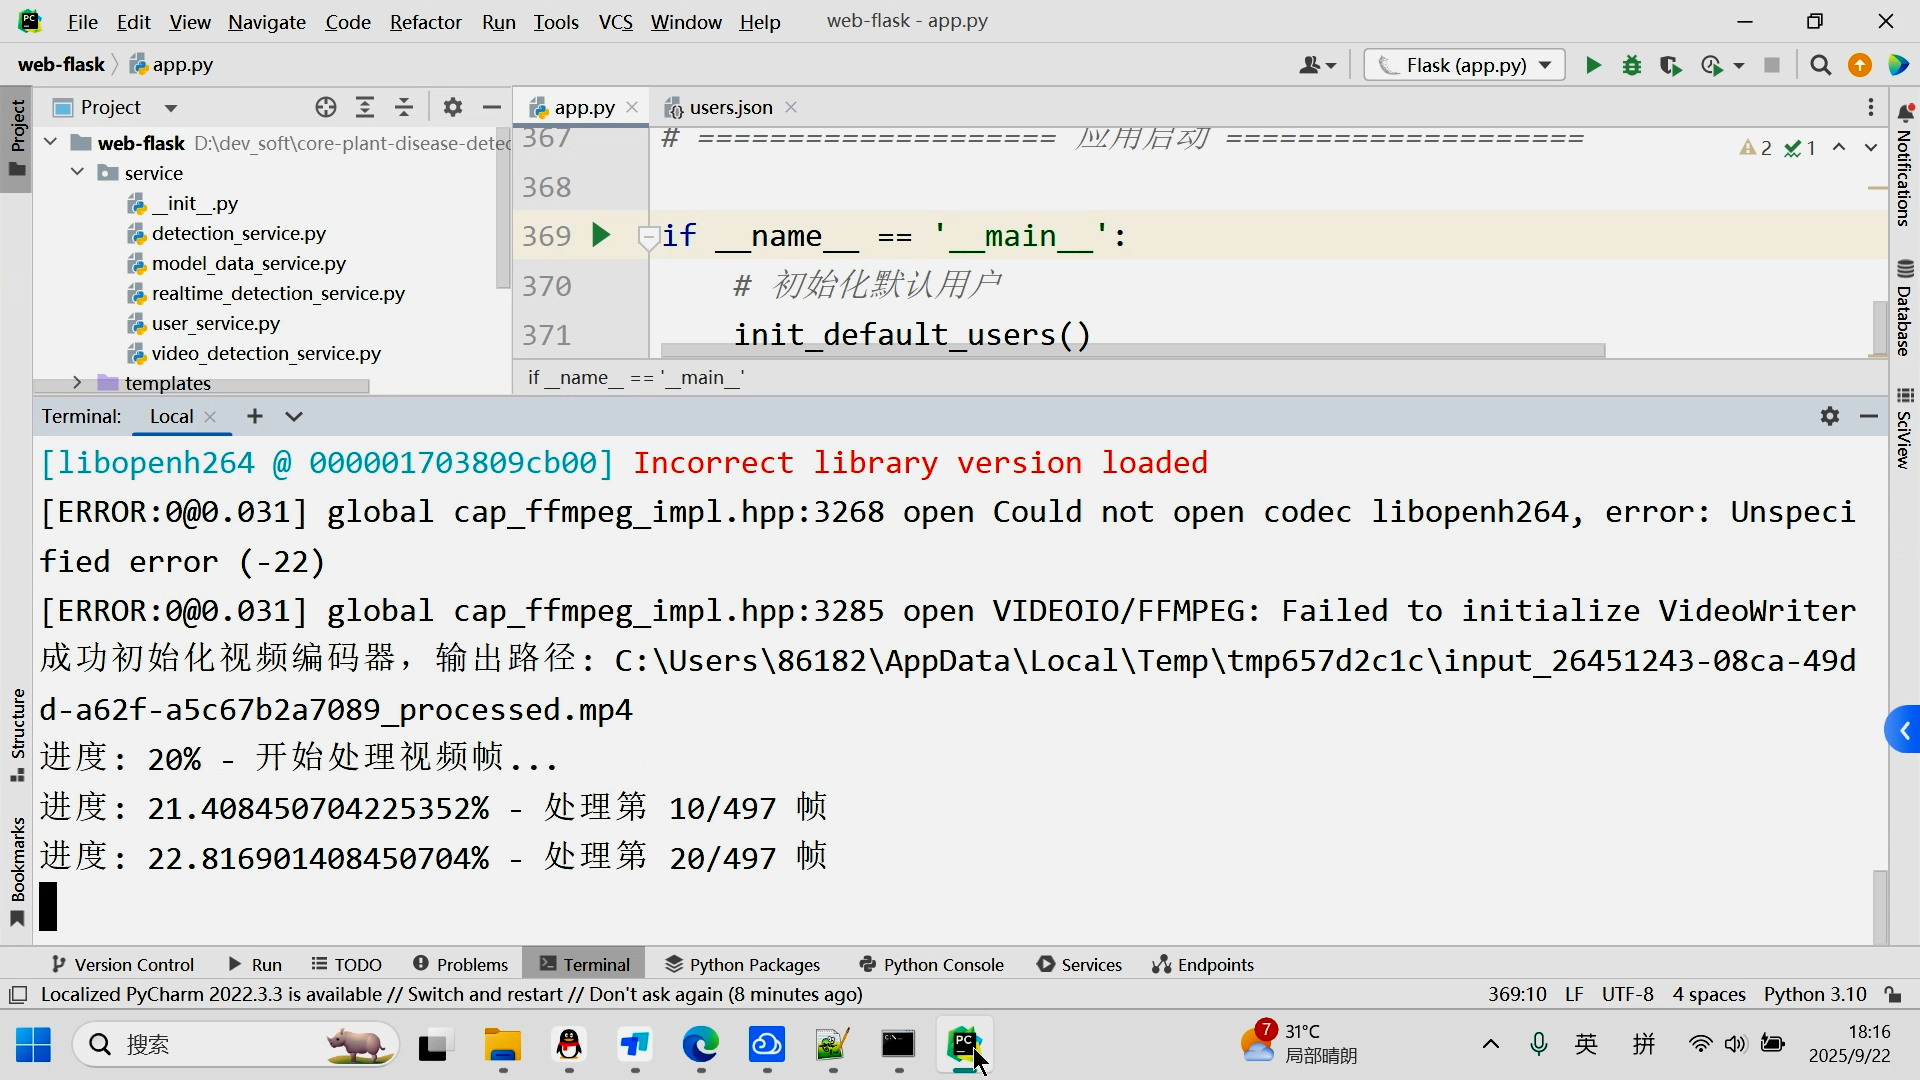 File Edit View Navigate Code Refactor Run Tools VCS Window Help web-flask - app.py
web-flask app.py Flask (app.py)
Project
app.py users.json
web-flask D:\dev_soft\core-plant-disease-detec
service
__init__.py
detection_service.py
model_data_service.py
realtime_detection_service.py
user_service.py
video_detection_service.py
templates
367 # ==================== 应用启动 ====================
2 1
368
369 if __name__ == '__main__':
370 # 初始化默认用户
371 init_default_users()
if __name__ == '__main__'
Terminal: Local
[libopenh264 @ 000001703809cb00] Incorrect library version loaded
[ERROR:0@0.031] global cap_ffmpeg_impl.hpp:3268 open Could not open codec libopenh264, error: Unspeci
fied error (-22)
[ERROR:0@0.031] global cap_ffmpeg_impl.hpp:3285 open VIDEOIO/FFMPEG: Failed to initialize VideoWriter
成功初始化视频编码器，输出路径: C:\Users\86182\AppData\Local\Temp\tmp657d2c1c\input_26451243-08ca-49d
d-a62f-a5c67b2a7089_processed.mp4
进度: 20% - 开始处理视频帧...
进度: 21.408450704225352% - 处理第 10/497 帧
进度: 22.816901408450704% - 处理第 20/497 帧
Project
Structure
Bookmarks
Notifications
Database
SciView
Version Control Run TODO Problems Terminal Python Packages Python Console Services Endpoints
Localized PyCharm 2022.3.3 is available // Switch and restart // Don't ask again (8 minutes ago) 369:10 LF UTF-8 4 spaces Python 3.10
搜索
PC
7 31°C
局部晴朗
英 拼
18:16
2025/9/22